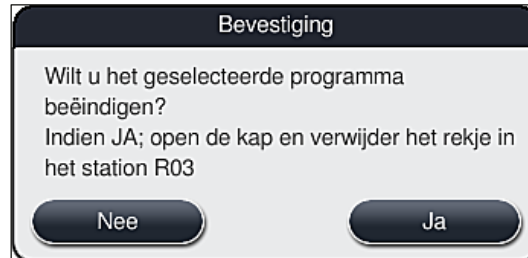 Bevestiging
Wilt u het geselecteerde programma
beëindigen?
Indien JA; open de kap en verwijder het rekje in
het station R03
Nee
Ja